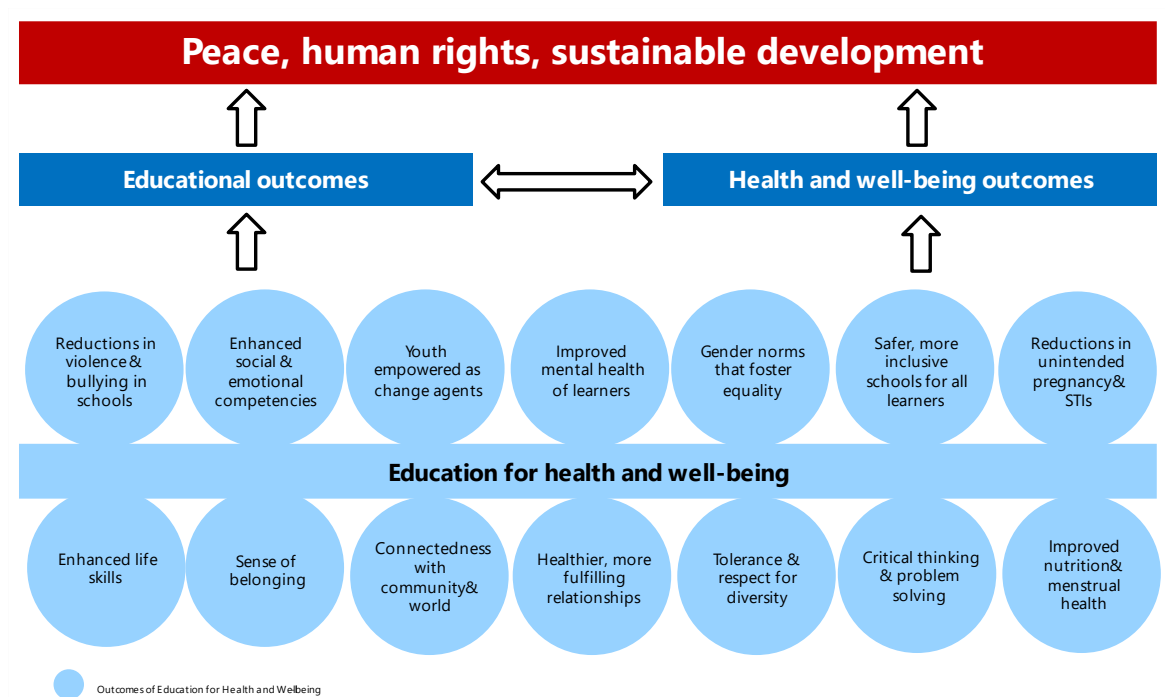 Peace, human rights, sustainable development
Educational outcomes
Health and well-being outcomes
Reductions in
violence &
bullying in
schools
Enhanced
social &
emotional
competencies
Youth
empowered as
change agents
Improved
mental health
of learners
Gender norms
that foster
equality
Safer, more
inclusive
schools for all
learners
Reductions in
unintended
pregnancy&
STIs
Education for health and well-being
Enhanced life
skills
Sense of
belonging
Connectedness
with
community&
world
Healthier, more
fulfilling
relationships
Tolerance &
respect for
diversity
Critical thinking
& problem
solving
Improved
nutrition&
menstrual
health
Outcomes of Education for Health and Welbeing